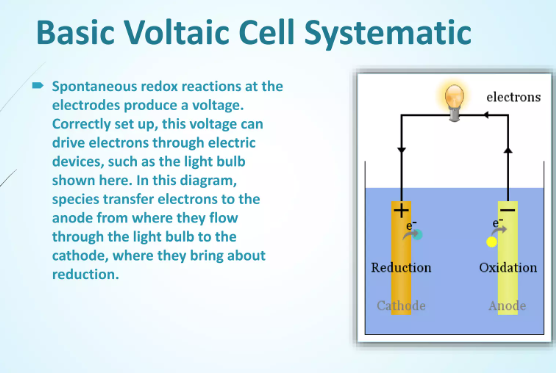 Basic Voltaic Cell Systematic
Spontaneous redox reactions at the
electrodes produce a voltage.
Correctly set up, this voltage can
drive electrons through electric
devices, such as the light bulb
shown here. In this diagram,
species transfer electrons to the
anode from where they flow
through the light bulb to the
cathode, where they bring about
reduction.
electrons
+
−
e⁻
e⁻
Reduction
Oxidation
Cathode
Anode